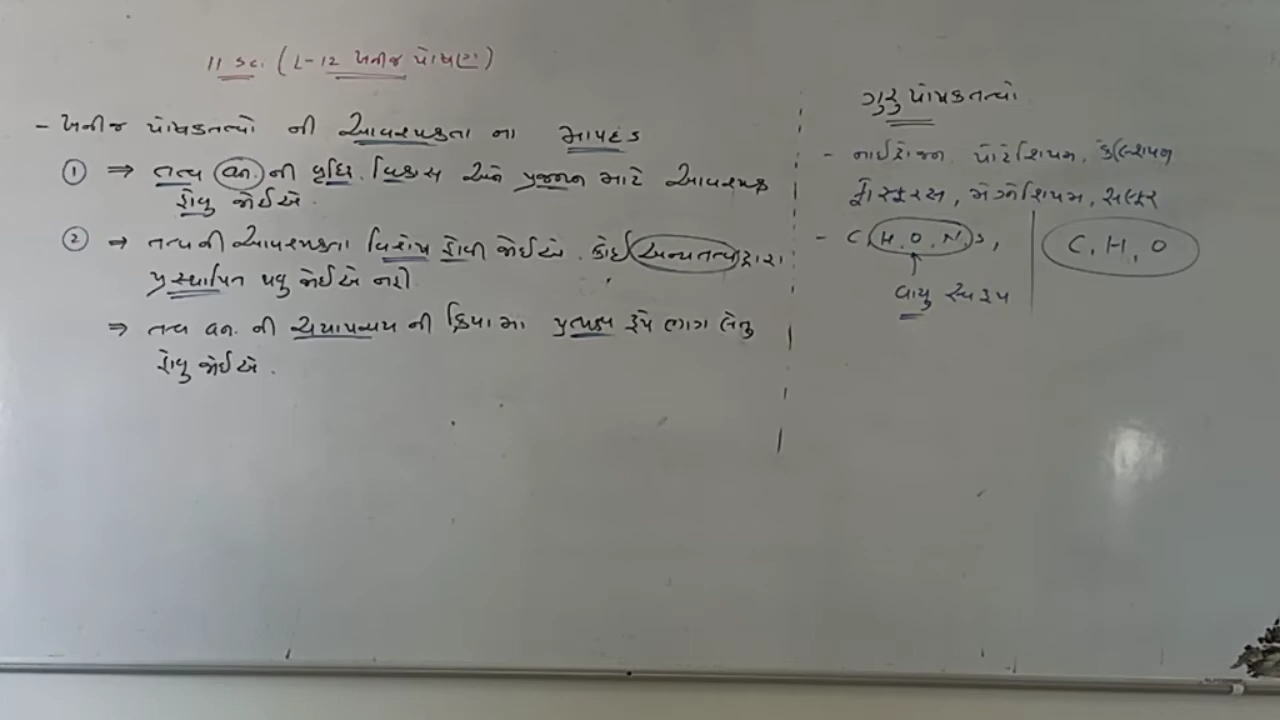 11 Sc. (L-12 ખનીજ પોષણ)
- ખનીજ પોષકતત્વો ની આવશ્યકતા ના માપદંડ
① ⇒ તત્વ વન. ની વૃધ્ધિ, વિકાસ અને પ્રજનન માટે આવશ્યક
હોવુ જોઈએ.
② ⇒ તત્વની આવશ્યકતા વિશેષ હોવી જોઈએ. કોઈ અન્યતત્વ દ્વારા
પ્રસ્થાપિત થવુ જોઈએ નહી.
⇒ તત્વ વન. ની ચયાપચય ની ક્રિયા મા પ્રત્યક્ષ રૂપે ભાગ લેતુ
હોવુ જોઈએ.
ગુરુ પોષકતત્વો
- નાઈટ્રોજન, પોટેશિયમ, કેલ્શિયમ
ફોસ્ફરસ, મેગ્નેશિયમ, સલ્ફર
- C, H, O, N, S,
વાયુ સ્વરૂપ
C, H, O